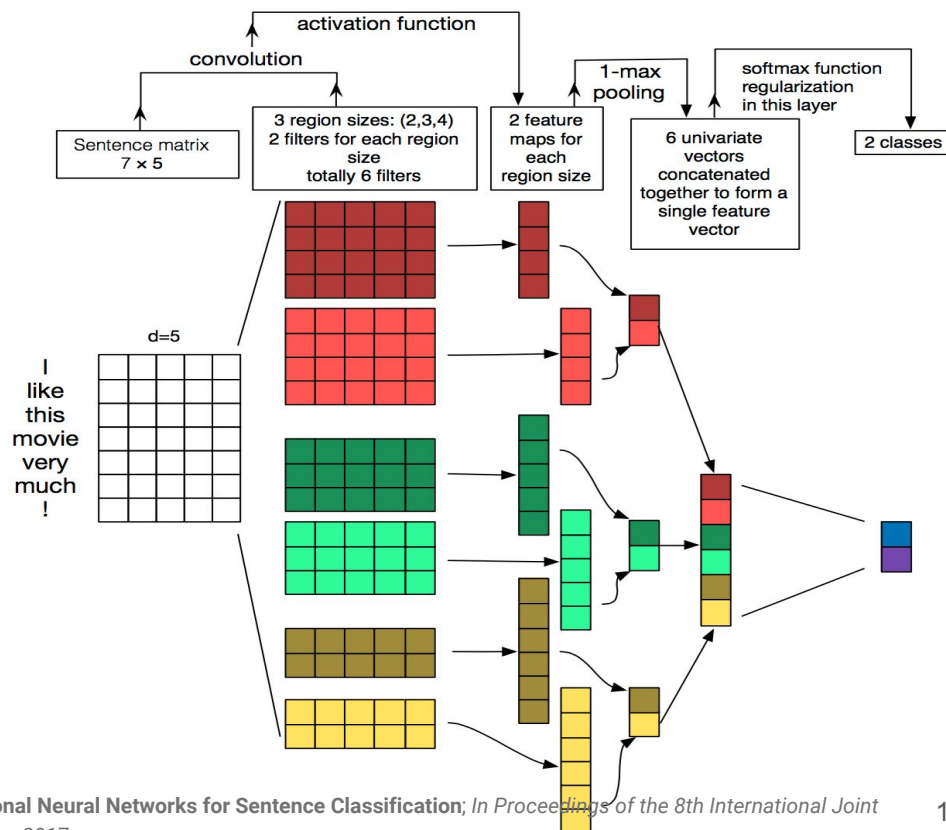 activation function
convolution
1-max
pooling
softmax function
regularization
in this layer
Sentence matrix
7 × 5
3 region sizes: (2,3,4)
2 filters for each region
size
totally 6 filters
2 feature
maps for
each
region size
6 univariate
vectors
concatenated
together to form a
single feature
vector
2 classes
d=5
I
like
this
movie
very
much
!
onal Neural Networks for Sentence Classification; In Proceedings of the 8th International Joint
1